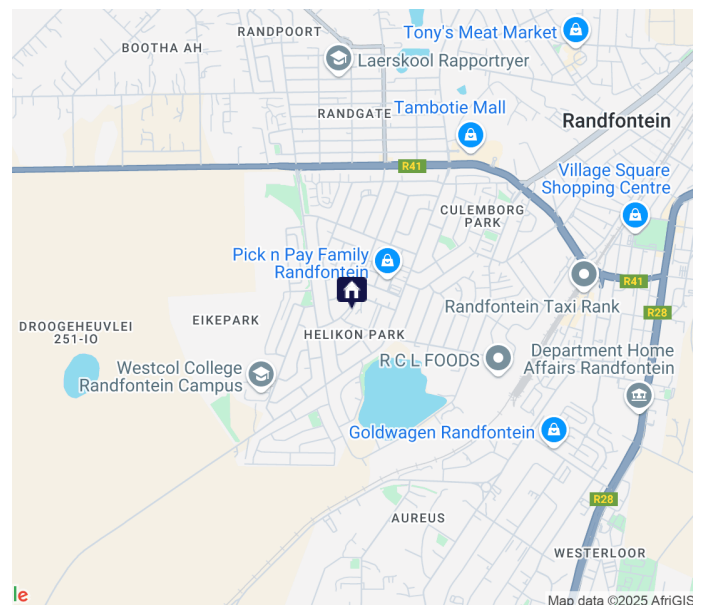 RANDPOORT
Tony's Meat Market
BOOTHA AH
Laerskool Rapportryer
RANDGATE
Tambotie Mall
Randfontein
R41
Village Square
Shopping Centre
CULEMBORG
PARK
Pick n Pay Family
Randfontein
R41
Randfontein Taxi Rank
R28
DROOGEHEUVLEI
251-IO
EIKEPARK
HELIKON PARK
Westcol College
Randfontein Campus
R C L FOODS
Department Home
Affairs Randfontein
Goldwagen Randfontein
R28
AUREUS
WESTERLOOR
le
Map data ©2025 AfriGIS